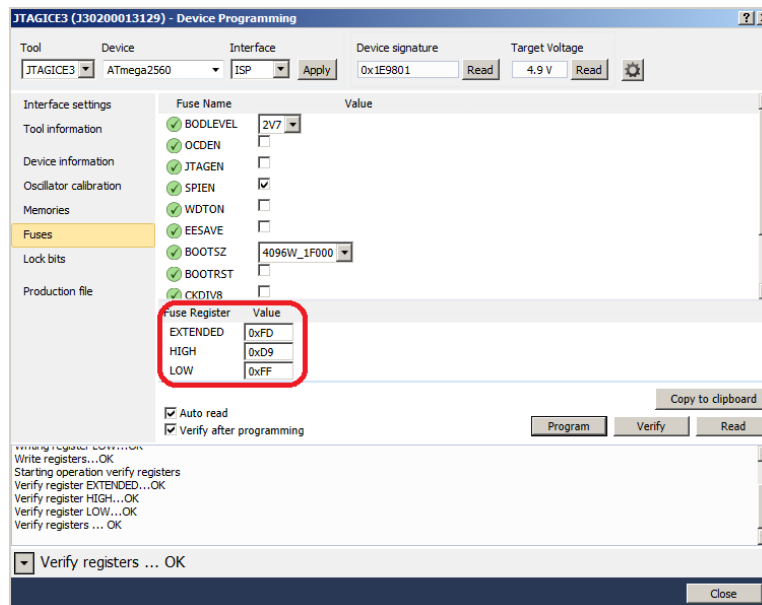 JTAGICE3 (J30200013129) - Device Programming
Tool Device Interface Device signature Target Voltage
JTAGICE3 ATmega2560 ISP Apply 0x1E9801 Read 4.9 V Read
Interface settings
Tool information
Device information
Oscillator calibration
Memories
Fuses
Lock bits
Production file
Fuse Name Value
BODLEVEL 2V7
OCDEN
JTAGEN
SPIEN
WDTON
EESAVE
BOOTSZ 4096W_1F000
BOOTRST
CKDIV8
Fuse Register Value
EXTENDED 0xFD
HIGH 0xD9
LOW 0xFF
Copy to clipboard
Auto read
Verify after programming
Program Verify Read
Writing register LOW...OK
Write registers...OK
Starting operation verify registers
Verify register EXTENDED...OK
Verify register HIGH...OK
Verify register LOW...OK
Verify registers ... OK
Verify registers ... OK
Close